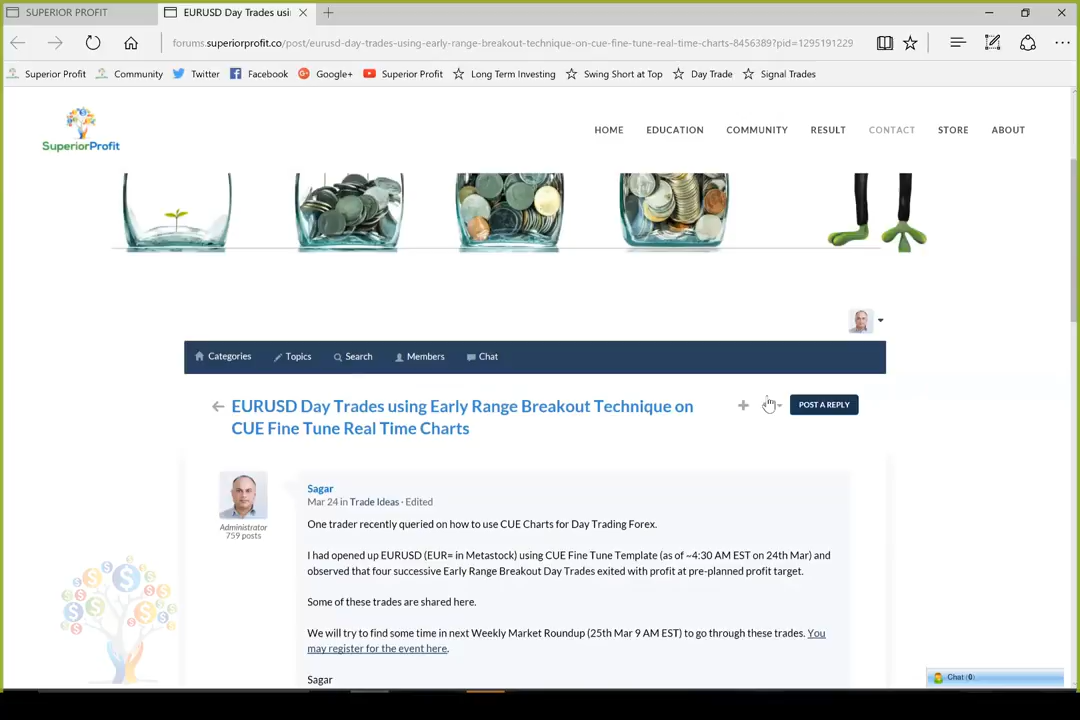 SUPERIOR PROFIT
EURUSD Day Trades usi
forums.superiorprofit.co/post/eurusd-day-trades-using-early-range-breakout-technique-on-cue-fine-tune-real-time-charts-8456389?pid=1295191229
Superior Profit Community Twitter Facebook Google+ Superior Profit Long Term Investing Swing Short at Top Day Trade Signal Trades
SuperiorProfit
HOME EDUCATION COMMUNITY RESULT CONTACT STORE ABOUT
Categories Topics Search Members Chat
EURUSD Day Trades using Early Range Breakout Technique on
CUE Fine Tune Real Time Charts
POST A REPLY
Administrator
759 posts
Sagar
Mar 24 in Trade Ideas · Edited
One trader recently queried on how to use CUE Charts for Day Trading Forex.
I had opened up EURUSD (EUR= in Metastock) using CUE Fine Tune Template (as of ~4:30 AM EST on 24th Mar) and
observed that four successive Early Range Breakout Day Trades exited with profit at pre-planned profit target.
Some of these trades are shared here.
We will try to find some time in next Weekly Market Roundup (25th Mar 9 AM EST) to go through these trades. You
may register for the event here.
Sagar
Chat (0)